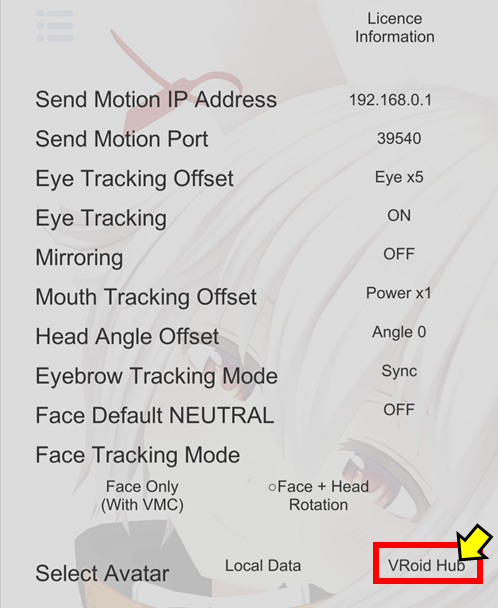 Licence
Information
Send Motion IP Address 192.168.0.1
Send Motion Port 39540
Eye Tracking Offset Eye x5
Eye Tracking ON
Mirroring OFF
Mouth Tracking Offset Power x1
Head Angle Offset Angle 0
Eyebrow Tracking Mode Sync
Face Default NEUTRAL OFF
Face Tracking Mode
Face Only
(With VMC)
○Face + Head
Rotation
Select Avatar Local Data VRoid Hub